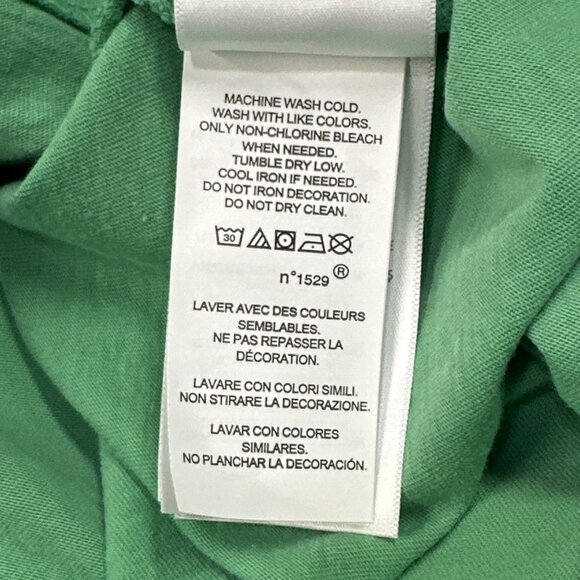 MACHINE WASH COLD.
WASH WITH LIKE COLORS.
ONLY NON-CHLORINE BLEACH
WHEN NEEDED.
TUMBLE DRY LOW.
COOL IRON IF NEEDED.
DO NOT IRON DECORATION.
DO NOT DRY CLEAN.
30
n°1529®
LAVER AVEC DES COULEURS
SEMBLABLES.
NE PAS REPASSER LA
DÉCORATION.
LAVARE CON COLORI SIMILI.
NON STIRARE LA DECORAZIONE.
LAVAR CON COLORES
SIMILARES.
NO PLANCHAR LA DECORACIÓN.